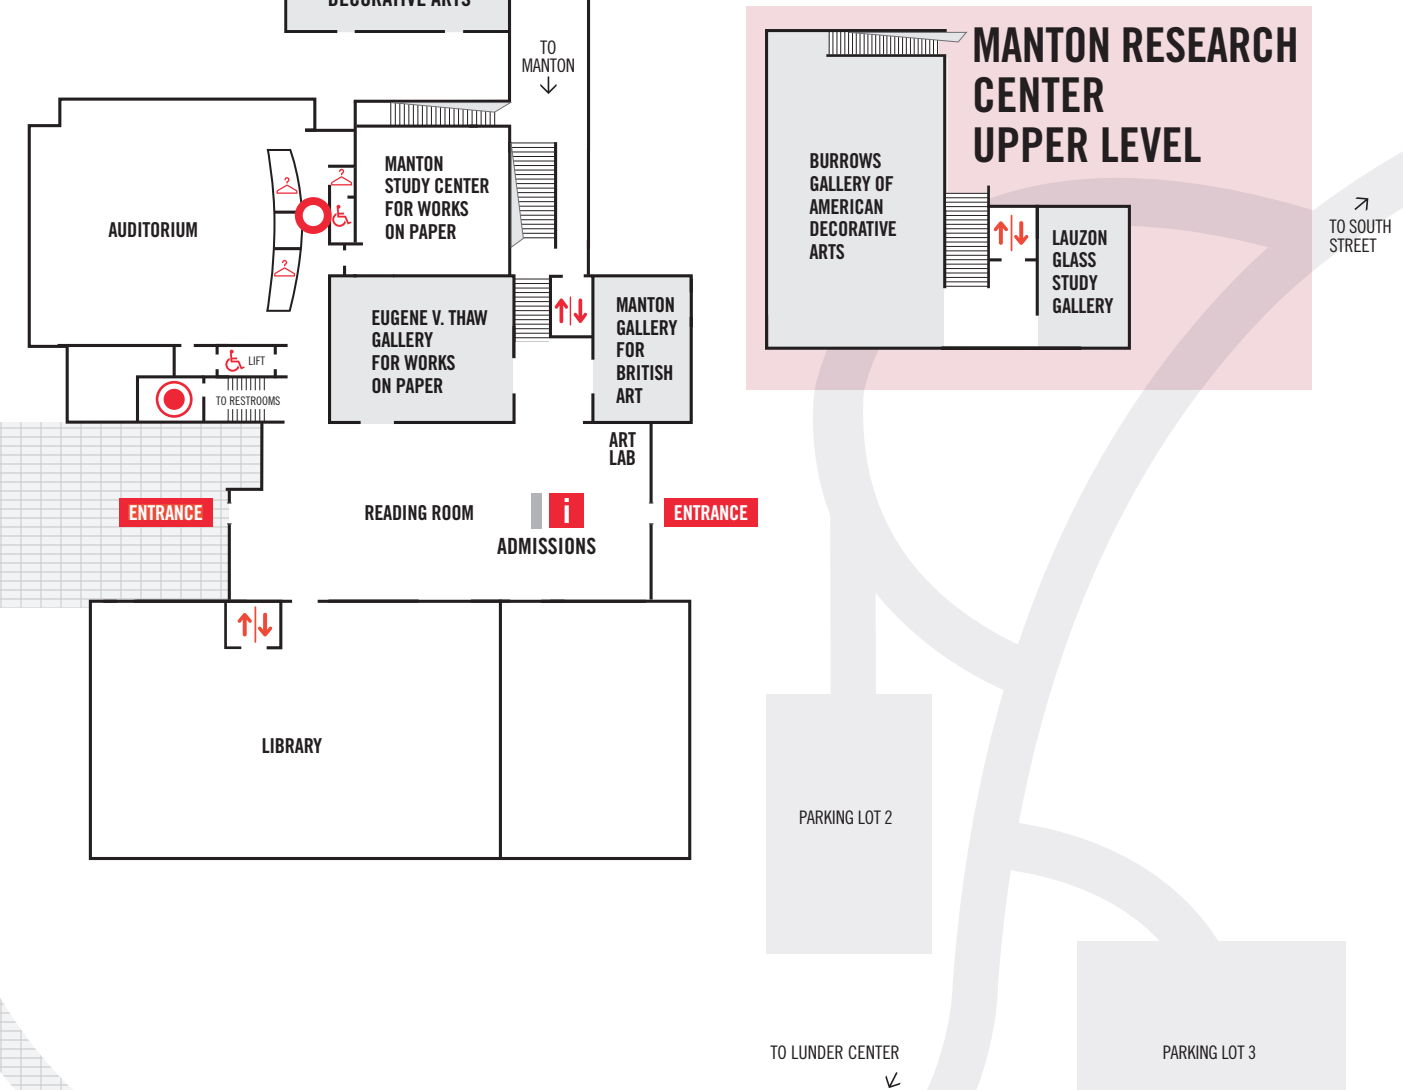 DECORATIVE ARTS
TO
MANTON
MANTON RESEARCH
CENTER
UPPER LEVEL
BURROWS
GALLERY OF
AMERICAN
DECORATIVE
ARTS
LAUZON
GLASS
STUDY
GALLERY
TO SOUTH
STREET
MANTON
STUDY CENTER
FOR WORKS
ON PAPER
AUDITORIUM
EUGENE V. THAW
GALLERY
FOR WORKS
ON PAPER
MANTON
GALLERY
FOR
BRITISH
ART
LIFT
TO RESTROOMS
ART
LAB
ENTRANCE
READING ROOM
i
ENTRANCE
ADMISSIONS
LIBRARY
PARKING LOT 2
TO LUNDER CENTER
PARKING LOT 3